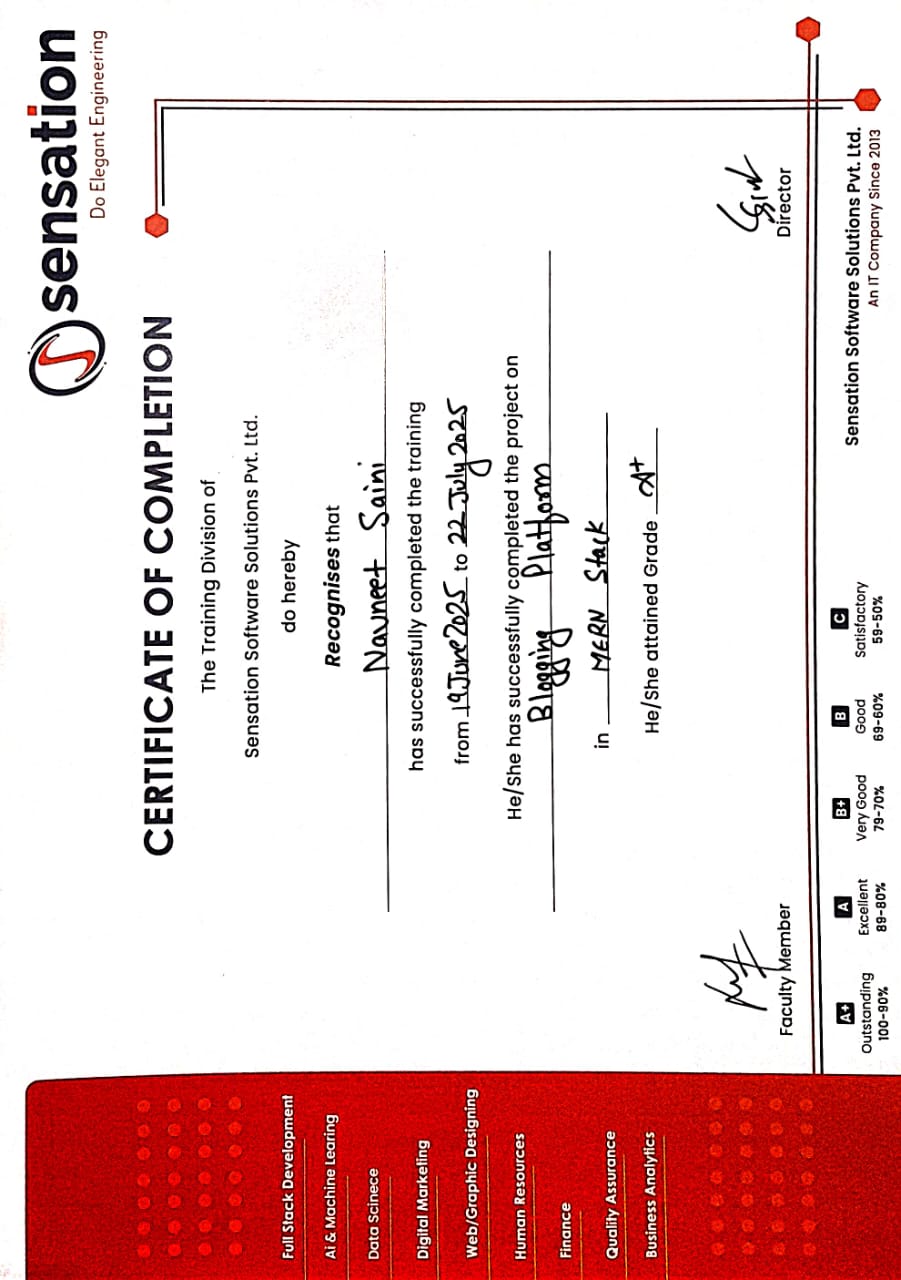 sensation
Do Elegant Engineering
CERTIFICATE OF COMPLETION
The Training Division of
Sensation Software Solutions Pvt. Ltd.
do hereby
Recognises that
Navneet Saini
has successfully completed the training
from 19 June 2025 to 22 July 2025
He/She has successfully completed the project on
Blogging Platform
in MERN Stack
He/She attained Grade A+
Full Stack Development
Ai & Machine Learing
Data Scinece
Digital Marketing
Web/Graphic Designing
Human Resources
Finance
Quality Assurance
Business Analytics
Faculty Member
Director
A+ A B+ B C
Outstanding Excellent Very Good Good Satisfactory
100-90% 89-80% 79-70% 69-60% 59-50%
Sensation Software Solutions Pvt. Ltd.
An IT Company Since 2013